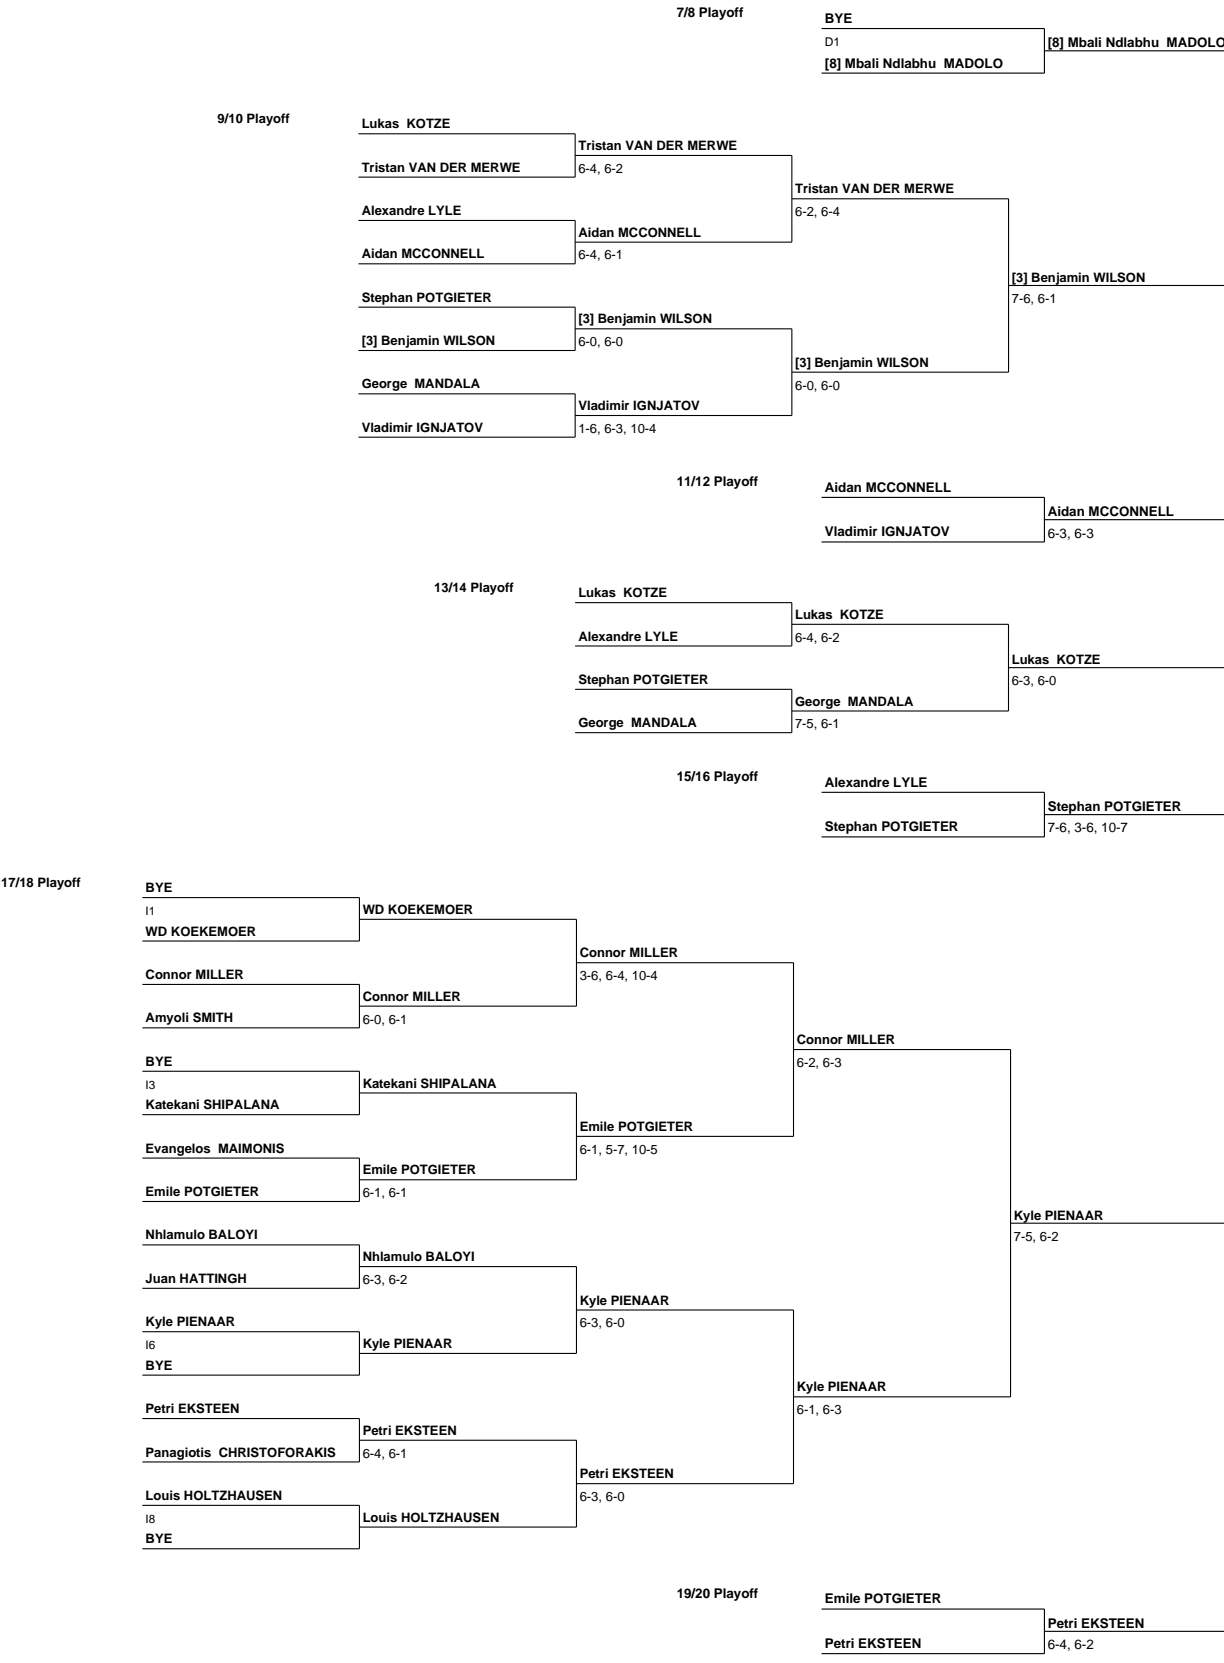 7/8 Playoff
BYE
D1
[8] Mbali Ndlabhu MADOLO
[8] Mbali Ndlabhu MADOLO
9/10 Playoff
Lukas KOTZE
Tristan VAN DER MERWE
Tristan VAN DER MERWE
6-4, 6-2
Tristan VAN DER MERWE
6-2, 6-4
Alexandre LYLE
Aidan MCCONNELL
Aidan MCCONNELL
6-4, 6-1
[3] Benjamin WILSON
7-6, 6-1
Stephan POTGIETER
[3] Benjamin WILSON
[3] Benjamin WILSON
6-0, 6-0
[3] Benjamin WILSON
6-0, 6-0
George MANDALA
Vladimir IGNJATOV
Vladimir IGNJATOV
1-6, 6-3, 10-4
11/12 Playoff
Aidan MCCONNELL
Aidan MCCONNELL
Vladimir IGNJATOV
6-3, 6-3
13/14 Playoff
Lukas KOTZE
Lukas KOTZE
Alexandre LYLE
6-4, 6-2
Lukas KOTZE
6-3, 6-0
Stephan POTGIETER
George MANDALA
George MANDALA
7-5, 6-1
15/16 Playoff
Alexandre LYLE
Stephan POTGIETER
Stephan POTGIETER
7-6, 3-6, 10-7
17/18 Playoff
BYE
I1
WD KOEKEMOER
WD KOEKEMOER
Connor MILLER
3-6, 6-4, 10-4
Connor MILLER
Connor MILLER
Amyoli SMITH
6-0, 6-1
Connor MILLER
6-2, 6-3
BYE
I3
Katekani SHIPALANA
Katekani SHIPALANA
Emile POTGIETER
6-1, 5-7, 10-5
Evangelos MAIMONIS
Emile POTGIETER
Emile POTGIETER
6-1, 6-1
Kyle PIENAAR
7-5, 6-2
Nhlamulo BALOYI
Nhlamulo BALOYI
Juan HATTINGH
6-3, 6-2
Kyle PIENAAR
6-3, 6-0
Kyle PIENAAR
I6
Kyle PIENAAR
BYE
Kyle PIENAAR
6-1, 6-3
Petri EKSTEEN
Petri EKSTEEN
Panagiotis CHRISTOFORAKIS
6-4, 6-1
Petri EKSTEEN
6-3, 6-0
Louis HOLTZHAUSEN
I8
Louis HOLTZHAUSEN
BYE
19/20 Playoff
Emile POTGIETER
Petri EKSTEEN
Petri EKSTEEN
6-4, 6-2